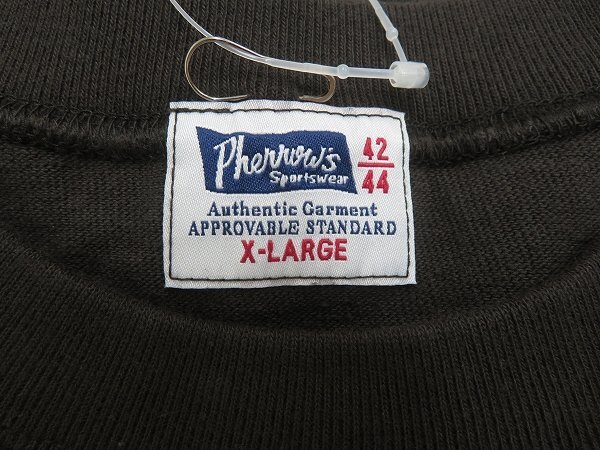 Pherrow's
Sportswear
42
44
Authentic Garment
APPROVABLE STANDARD
X-LARGE